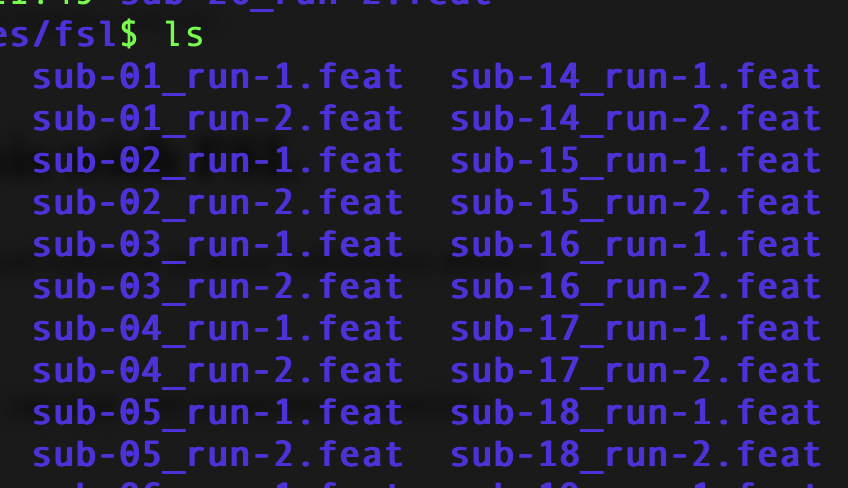 sub-26_run-2.feat
es/fsl$ ls
sub-01_run-1.feat  sub-14_run-1.feat
sub-01_run-2.feat  sub-14_run-2.feat
sub-02_run-1.feat  sub-15_run-1.feat
sub-02_run-2.feat  sub-15_run-2.feat
sub-03_run-1.feat  sub-16_run-1.feat
sub-03_run-2.feat  sub-16_run-2.feat
sub-04_run-1.feat  sub-17_run-1.feat
sub-04_run-2.feat  sub-17_run-2.feat
sub-05_run-1.feat  sub-18_run-1.feat
sub-05_run-2.feat  sub-18_run-2.feat